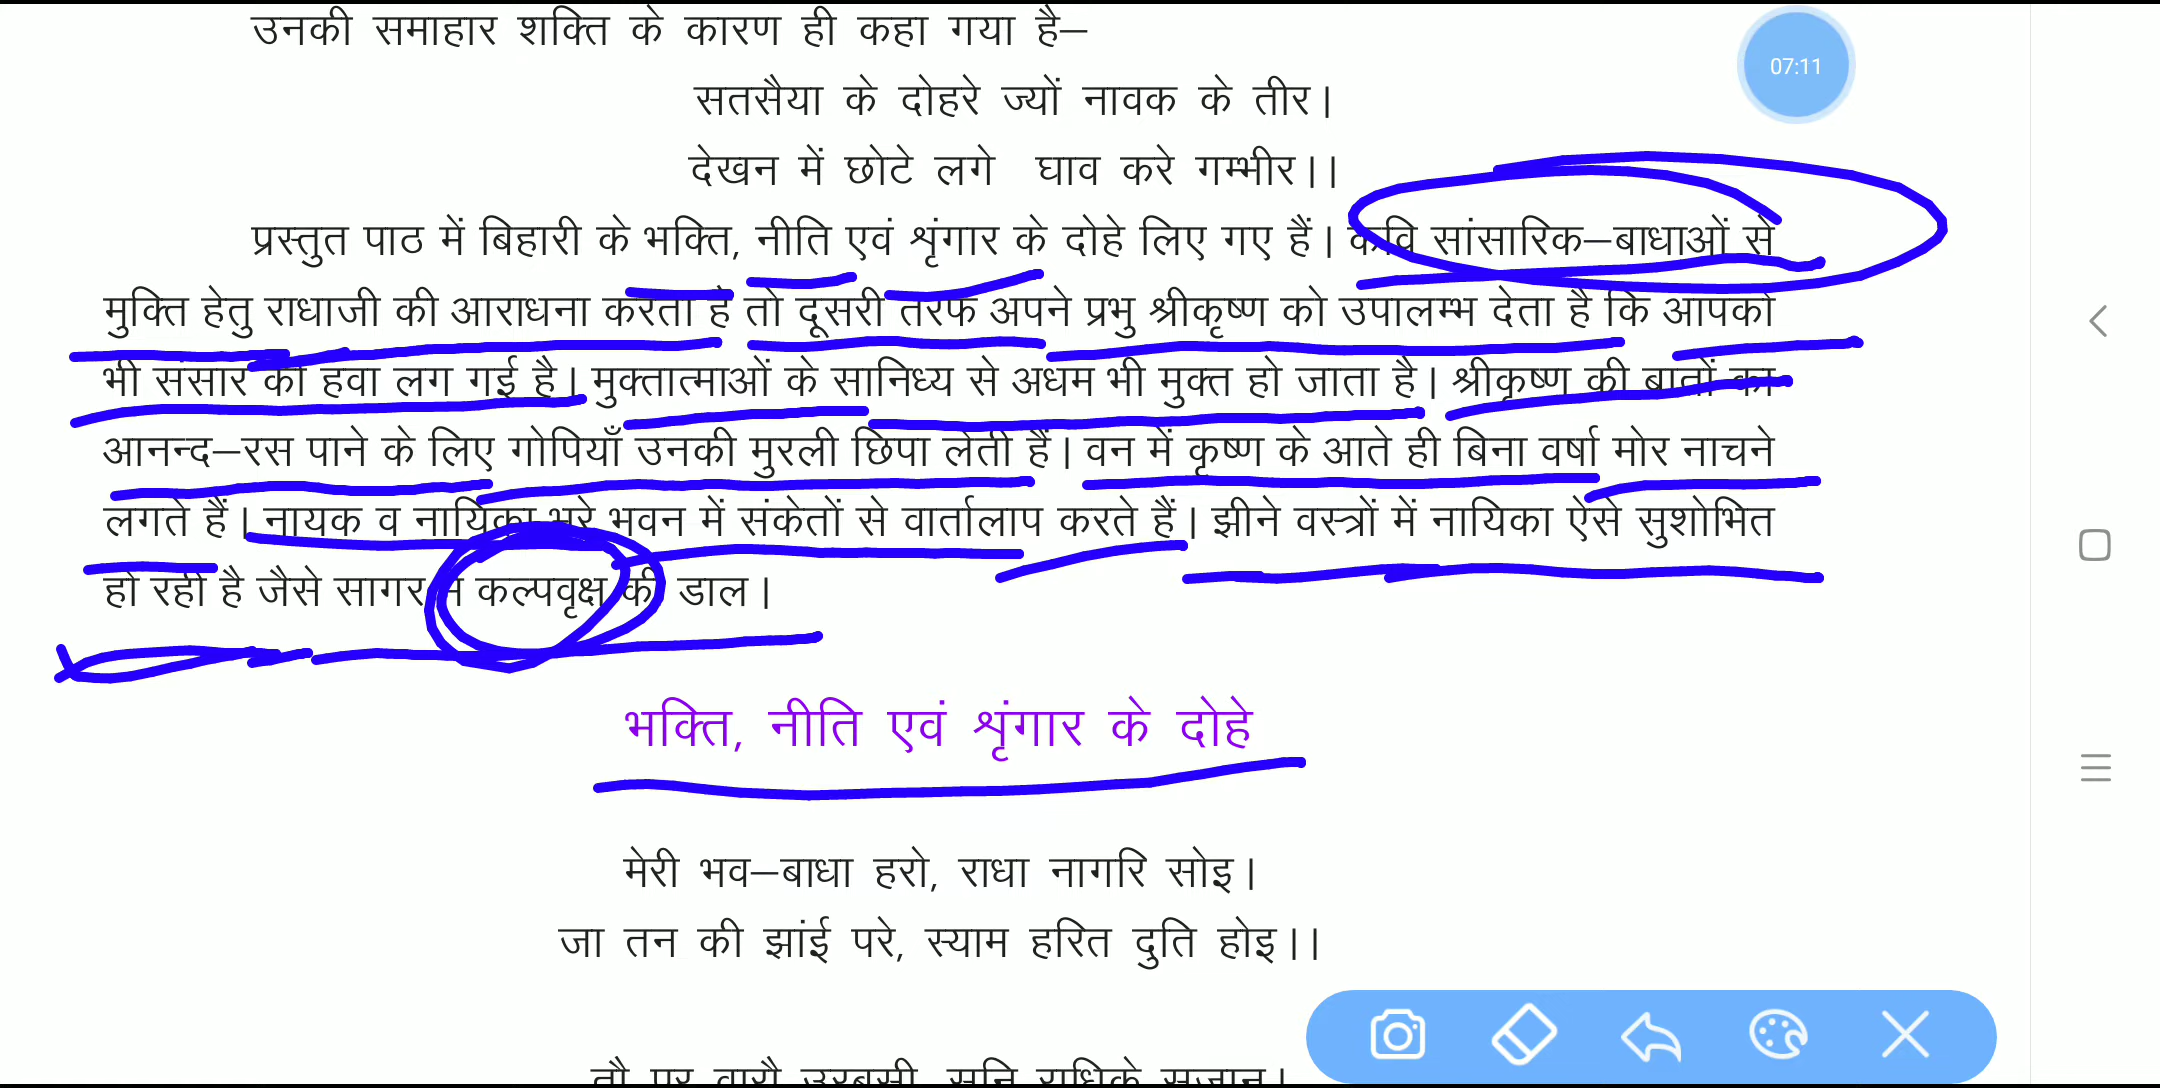 उनकी समाहार शक्ति के कारण ही कहा गया है–
07:11
सतसैया के दोहरे ज्यों नावक के तीर।
देखन में छोटे लगे घाव करे गम्भीर।।
प्रस्तुत पाठ में बिहारी के भक्ति, नीति एवं शृंगार के दोहे लिए गए हैं। कवि सांसारिक–बाधाओं से
मुक्ति हेतु राधाजी की आराधना करता है तो दूसरी तरफ अपने प्रभु श्रीकृष्ण को उपालम्भ देता है कि आपको
भी संसार की हवा लग गई है। मुक्तात्माओं के सानिध्य से अधम भी मुक्त हो जाता है। श्रीकृष्ण की बातों का
आनन्द–रस पाने के लिए गोपियाँ उनकी मुरली छिपा लेती हैं। वन में कृष्ण के आते ही बिना वर्षा मोर नाचने
लगते हैं। नायक व नायिका भरे भवन में संकेतों से वार्तालाप करते हैं। झीने वस्त्रों में नायिका ऐसे सुशोभित
हो रही है जैसे सागर में कल्पवृक्ष की डाल।
भक्ति, नीति एवं शृंगार के दोहे
मेरी भव–बाधा हरो, राधा नागरि सोइ।
जा तन की झांई परे, स्याम हरित दुति होइ।।
तौ पर वारौ उरबसी, सुनि राधिके सुजान।